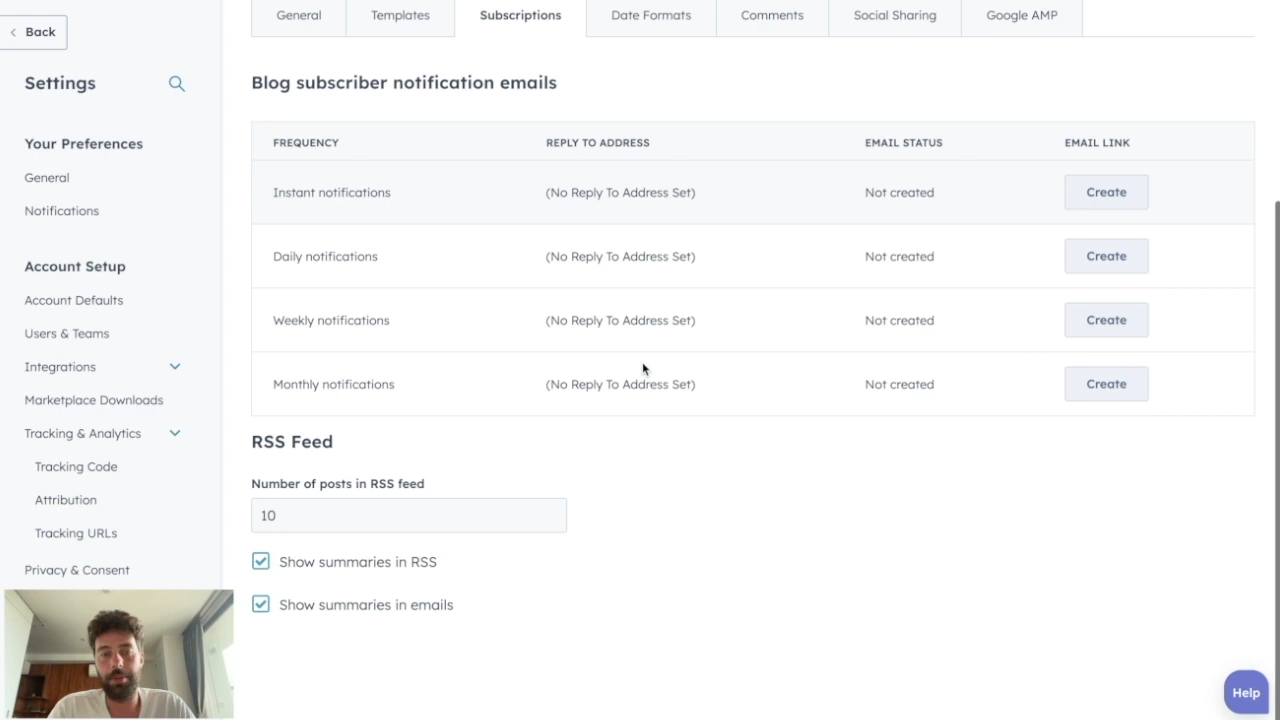 Back
Settings
Your Preferences
General
Notifications
Account Setup
Account Defaults
Users & Teams
Integrations
Marketplace Downloads
Tracking & Analytics
Tracking Code
Attribution
Tracking URLs
Privacy & Consent
General Templates Subscriptions Date Formats Comments Social Sharing Google AMP
Blog subscriber notification emails
FREQUENCY REPLY TO ADDRESS EMAIL STATUS EMAIL LINK
Instant notifications (No Reply To Address Set) Not created Create
Daily notifications (No Reply To Address Set) Not created Create
Weekly notifications (No Reply To Address Set) Not created Create
Monthly notifications (No Reply To Address Set) Not created Create
RSS Feed
Number of posts in RSS feed
10
Show summaries in RSS
Show summaries in emails
Help